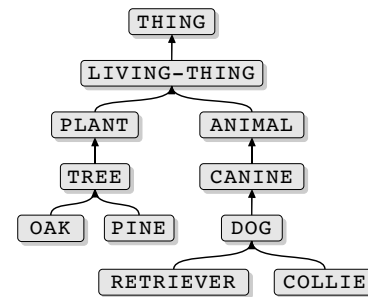 THING
LIVING-THING
PLANT ANIMAL
TREE CANINE
OAK PINE DOG
RETRIEVER COLLIE